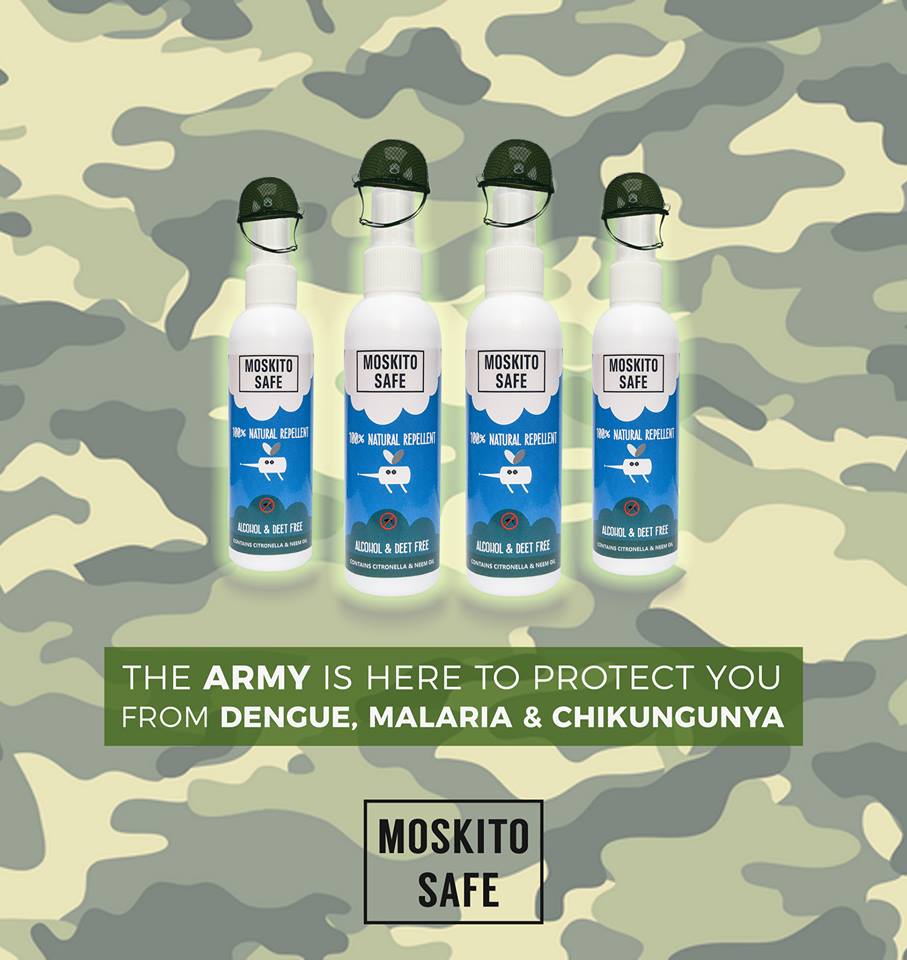 MOSKITO
SAFE
100% NATURAL REPELLENT
ALCOHOL & DEET FREE
CONTAINS CITRONELLA & NEEM OIL
MOSKITO
SAFE
100% NATURAL REPELLENT
ALCOHOL & DEET FREE
CONTAINS CITRONELLA & NEEM OIL
MOSKITO
SAFE
100% NATURAL REPELLENT
ALCOHOL & DEET FREE
CONTAINS CITRONELLA & NEEM OIL
MOSKITO
SAFE
100% NATURAL REPELLENT
ALCOHOL & DEET FREE
CONTAINS CITRONELLA & NEEM OIL
THE ARMY IS HERE TO PROTECT YOU
FROM DENGUE, MALARIA & CHIKUNGUNYA
MOSKITO
SAFE